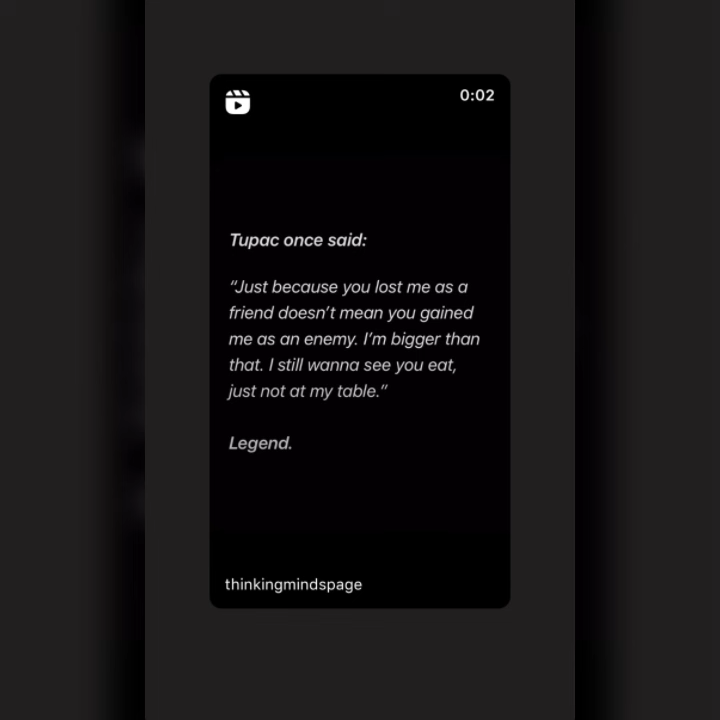 0:02
Tupac once said:
“Just because you lost me as a
friend doesn’t mean you gained
me as an enemy. I’m bigger than
that. I still wanna see you eat,
just not at my table.”
Legend.
thinkingmindspage